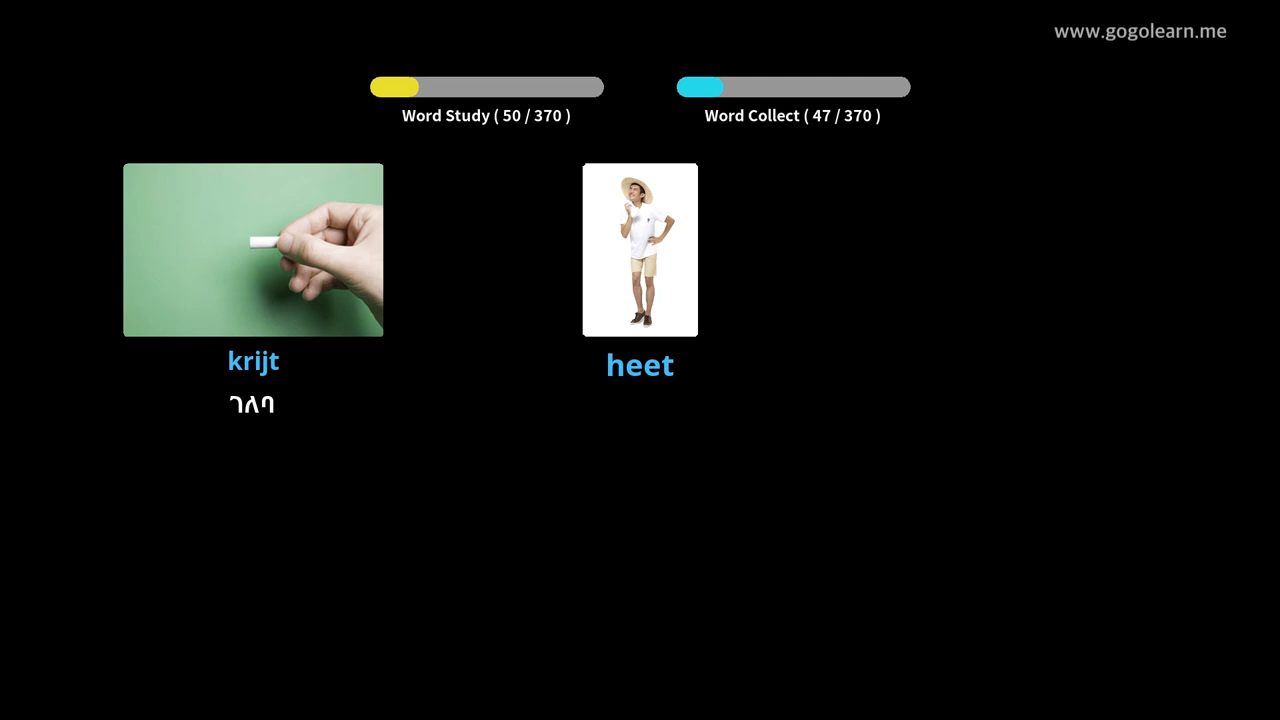 www.gogolearn.me
Word Study ( 50 / 370 )
Word Collect ( 47 / 370 )
krijt
ገለባ
heet